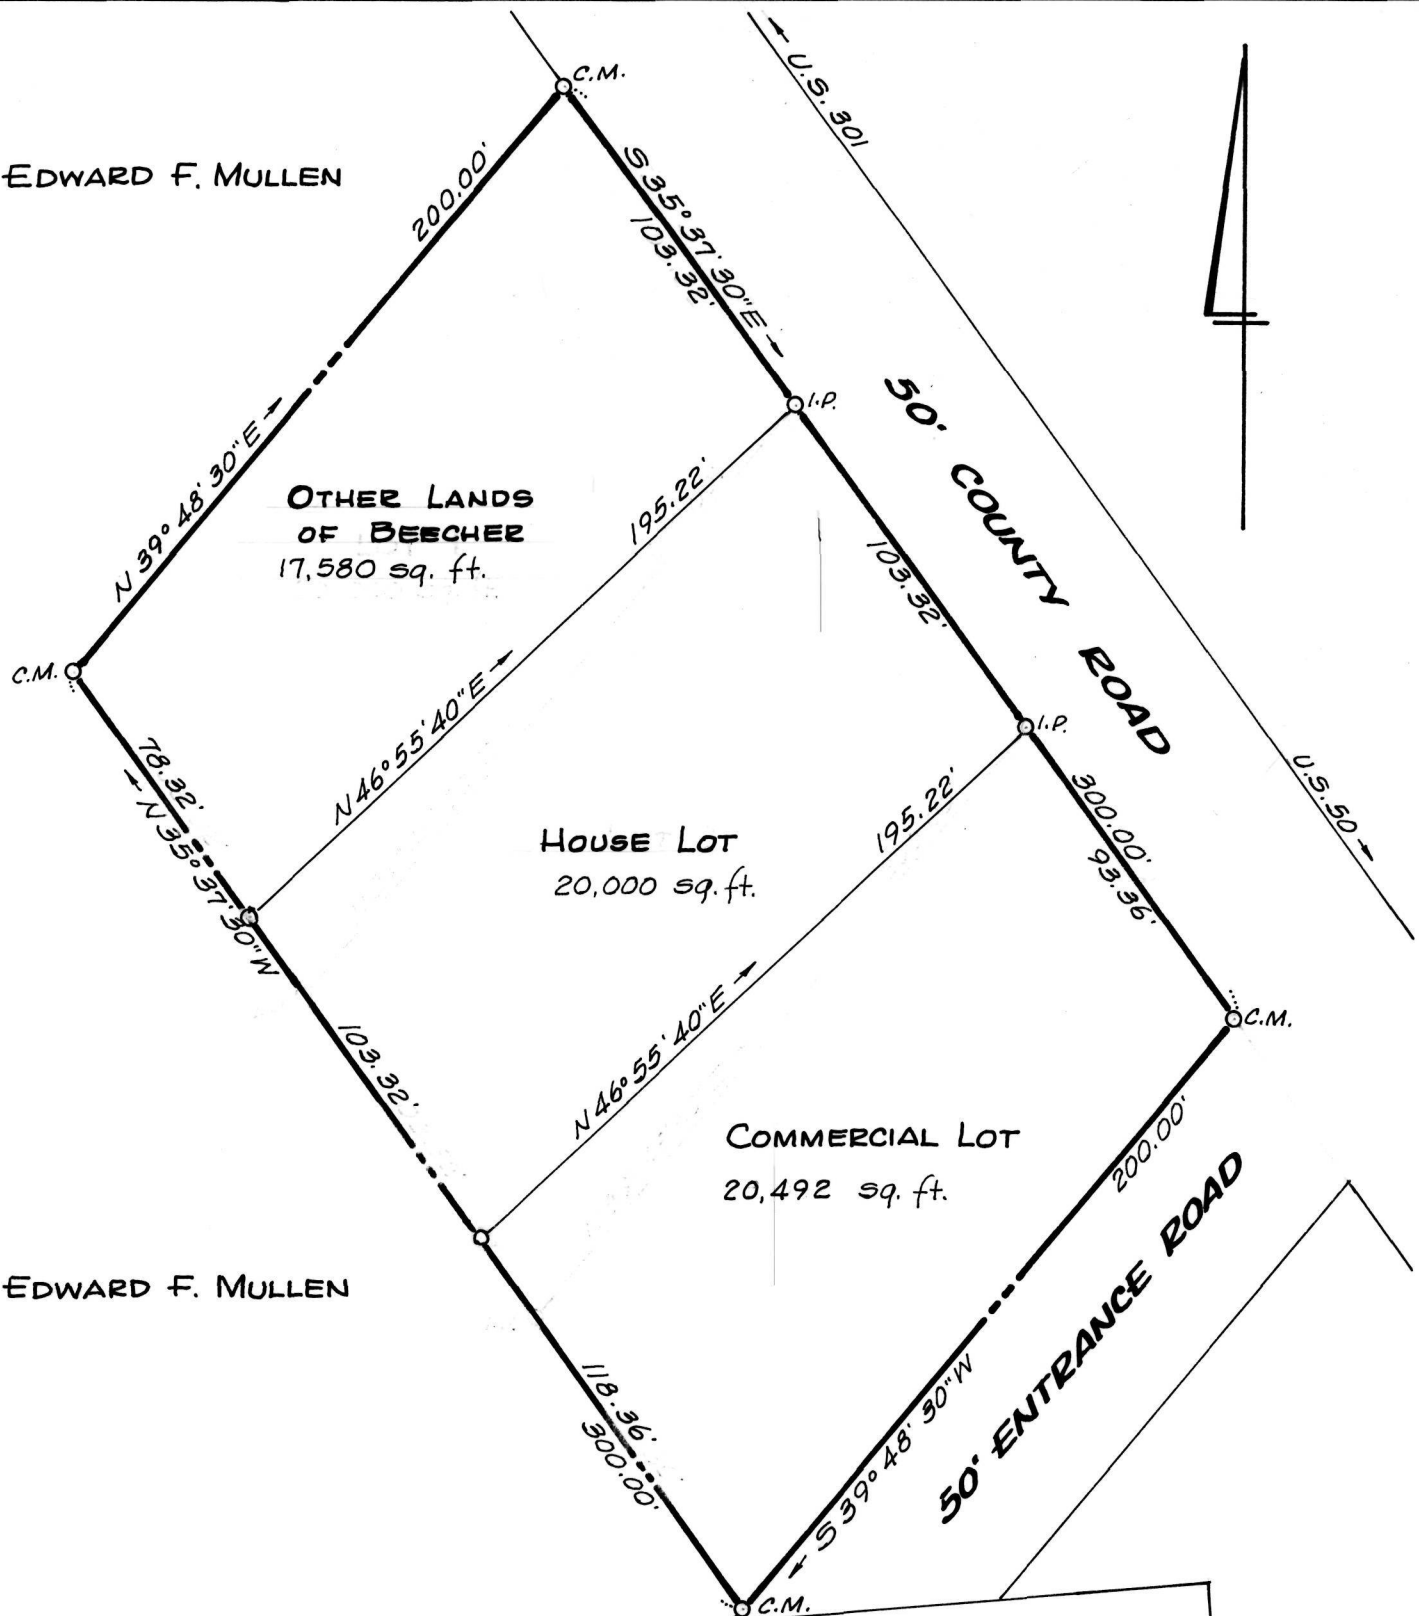 C.M.
U.S. 301
EDWARD F. MULLEN
200.00'
S 35° 37' 30" E
103.32'
I.P.
50' COUNTY ROAD
N 39° 48' 30" E
OTHER LANDS
OF BEECHER
17,580 sq. ft.
195.22'
103.32'
C.M.
N 46° 55' 40" E
I.P.
78.32'
N 35° 37' 30" W
U.S. 50
HOUSE LOT
20,000 sq. ft.
195.22'
300.00'
93.36'
C.M.
103.32'
N 46° 55' 40" E
COMMERCIAL LOT
20,492 sq. ft.
200.00'
50' ENTRANCE ROAD
EDWARD F. MULLEN
118.36'
300.00'
S 39° 48' 30" W
C.M.